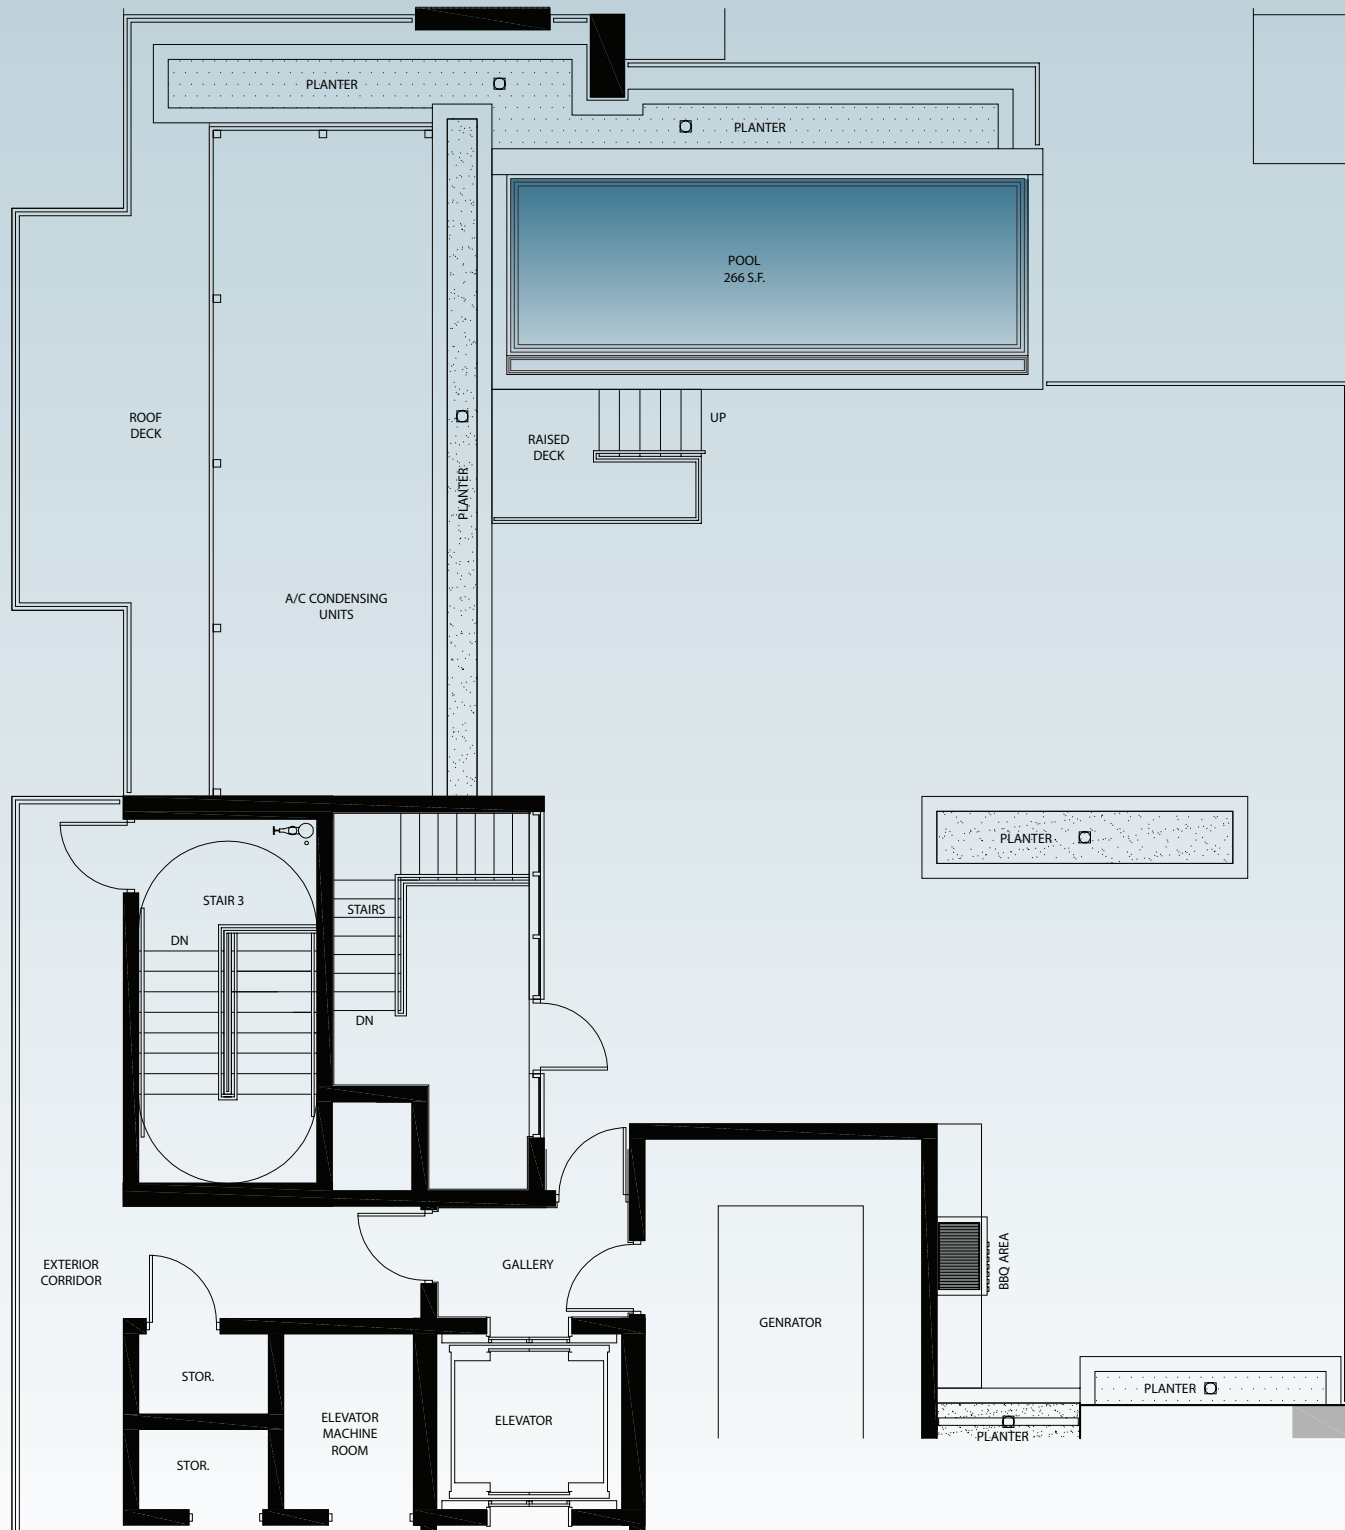 PLANTER
PLANTER
POOL
266 S.F.
ROOF
DECK
UP
RAISED
DECK
PLANTER
A/C CONDENSING
UNITS
PLANTER
STAIR 3
STAIRS
DN
DN
EXTERIOR
CORRIDOR
GALLERY
BBQ AREA
GENRATOR
STOR.
ELEVATOR
MACHINE
ROOM
ELEVATOR
PLANTER
PLANTER
STOR.